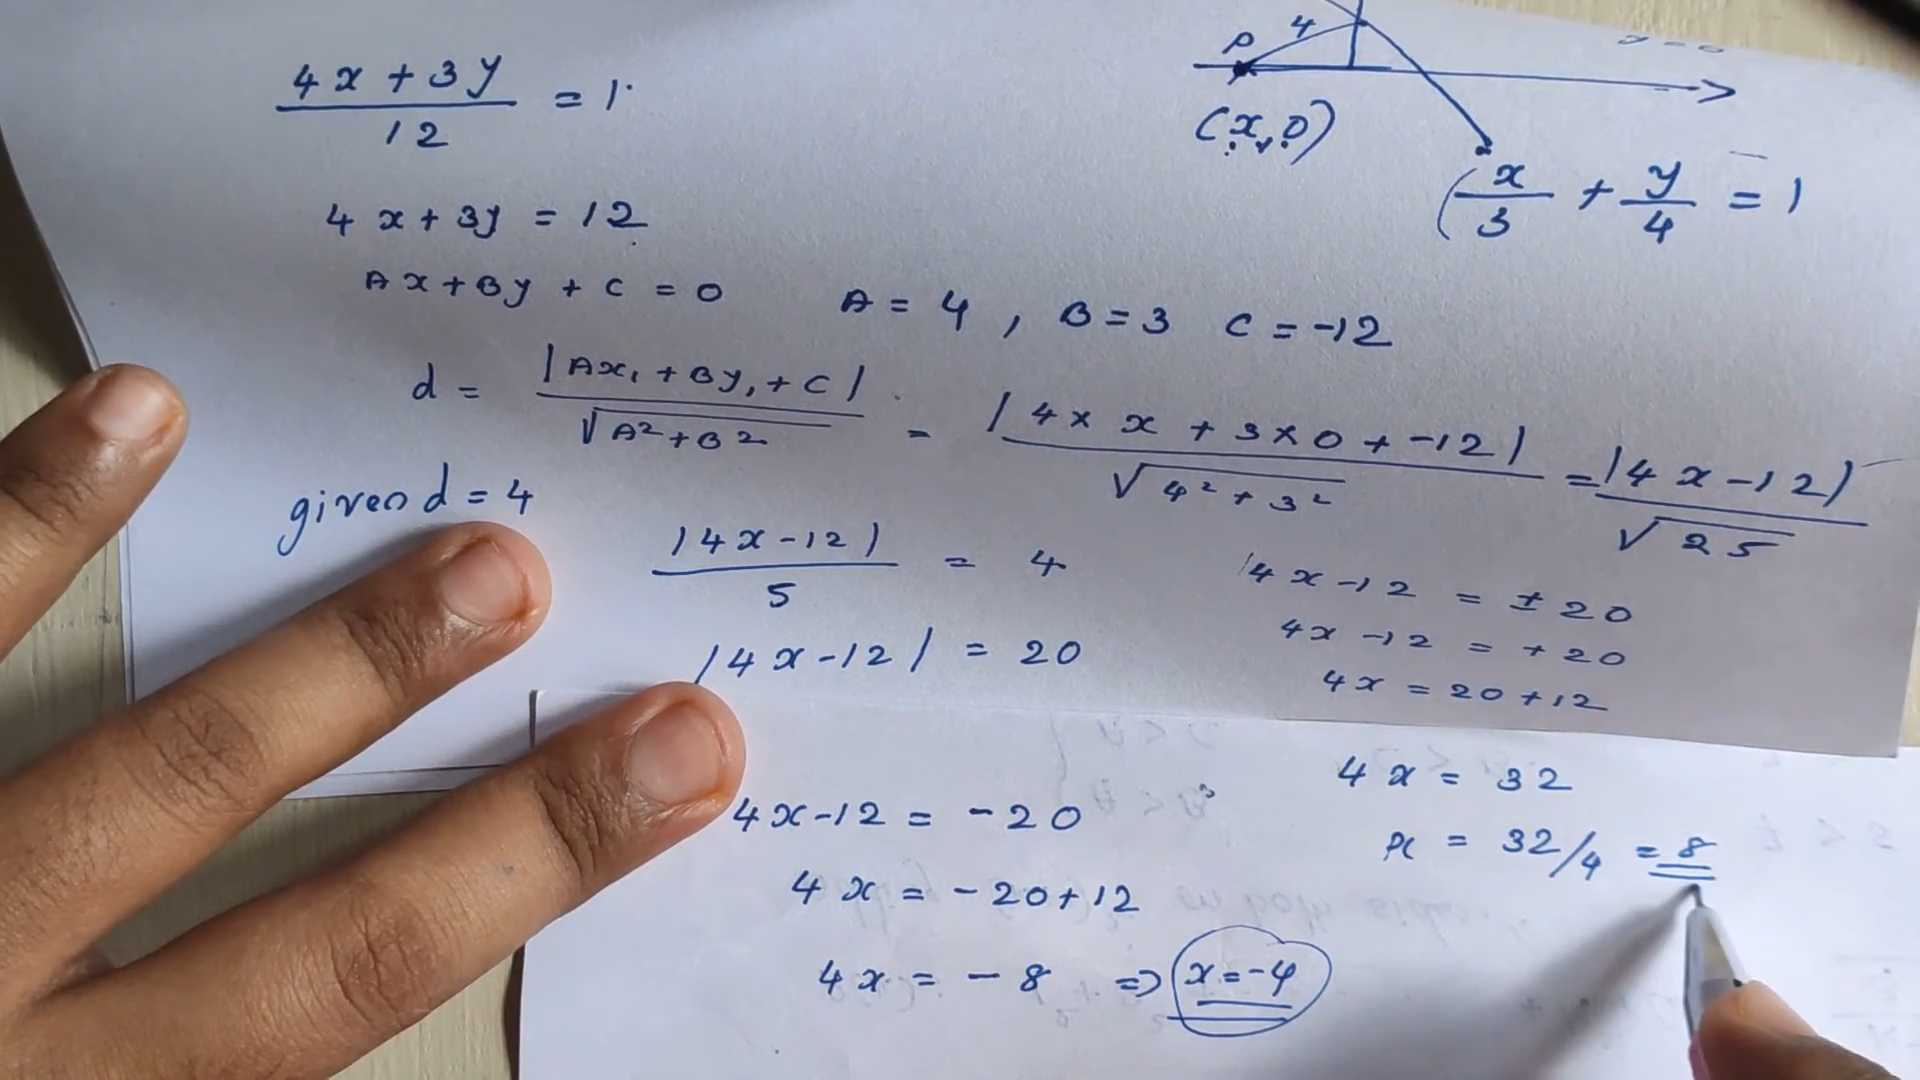 P 4
y = 0
(x, 0)
x/3 + y/4 = 1
(4x + 3y)/12 = 1
4x + 3y = 12
Ax + By + C = 0 A = 4, B = 3 C = -12
d = |Ax₁ + By₁ + C| / √(A² + B²) = |4 × x + 3 × 0 + -12| / √(4² + 3²) = |4x - 12| / √25
given d = 4
|4x - 12| / 5 = 4
|4x - 12| = 20
4x - 12 = ± 20
4x - 12 = + 20
4x = 20 + 12
4x = 32
x = 32/4 = 8
4x - 12 = - 20
4x = - 20 + 12
4x = - 8 ⇒ x = -4